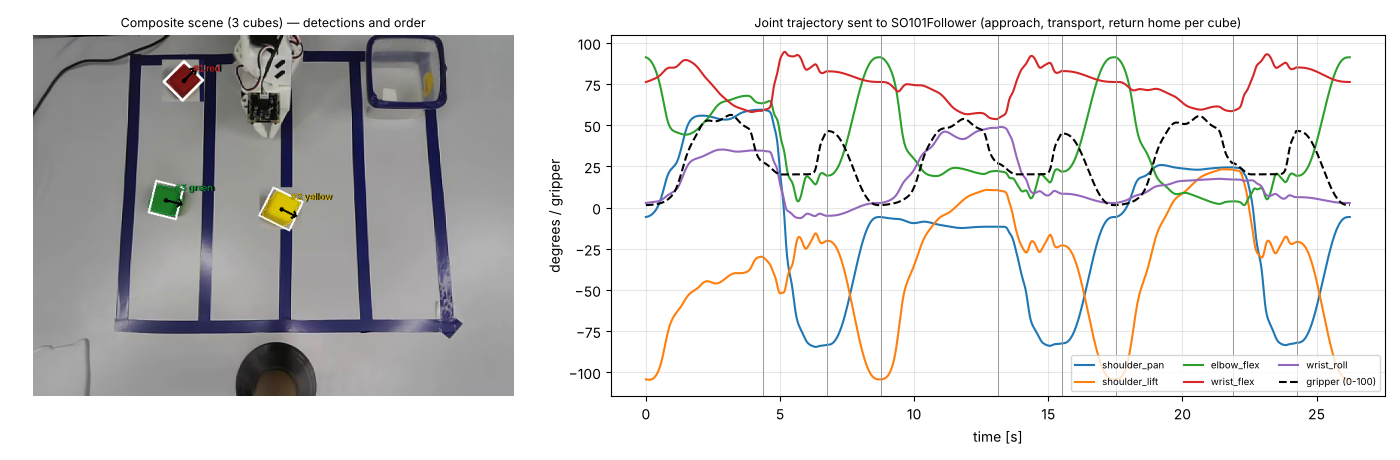 Composite scene (3 cubes) — detections and order
red
green
yellow
Joint trajectory sent to SO101Follower (approach, transport, return home per cube)
degrees / gripper
100
75
50
25
0
−25
−50
−75
−100
0
5
10
15
20
25
time [s]
shoulder_pan
shoulder_lift
elbow_flex
wrist_flex
wrist_roll
gripper (0-100)